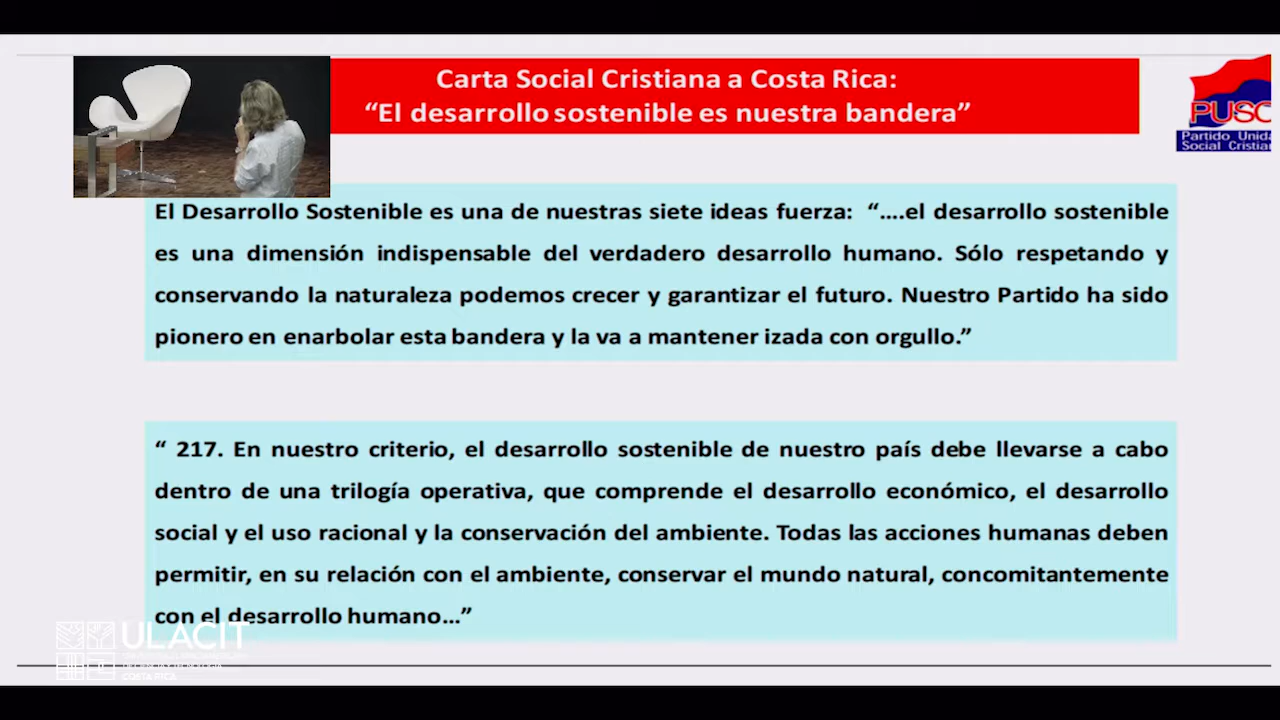 Carta Social Cristiana a Costa Rica:
“El desarrollo sostenible es nuestra bandera”
PUSC
Partido Unida
Social Cristian
El Desarrollo Sostenible es una de nuestras siete ideas fuerza: “....el desarrollo sostenible
es una dimensión indispensable del verdadero desarrollo humano. Sólo respetando y
conservando la naturaleza podemos crecer y garantizar el futuro. Nuestro Partido ha sido
pionero en enarbolar esta bandera y la va a mantener izada con orgullo.”
“ 217. En nuestro criterio, el desarrollo sostenible de nuestro país debe llevarse a cabo
dentro de una trilogía operativa, que comprende el desarrollo económico, el desarrollo
social y el uso racional y la conservación del ambiente. Todas las acciones humanas deben
permitir, en su relación con el ambiente, conservar el mundo natural, concomitantemente
con el desarrollo humano...”
ULACIT
DE CIENCIA Y TECNOLOGÍA
COSTA RICA